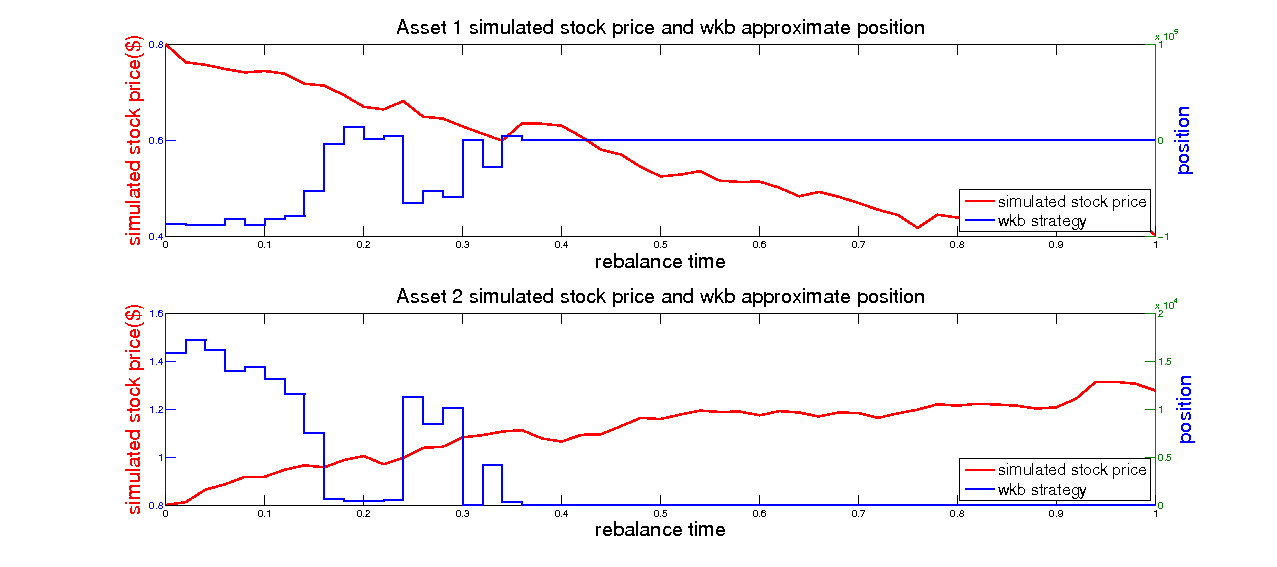 Asset 1 simulated stock price and wkb approximate position
x 10^5
simulated stock price($)
0.8
0.6
0.4
1
0
-1
position
simulated stock price
wkb strategy
0 0.1 0.2 0.3 0.4 0.5 0.6 0.7 0.8 0.9 1
rebalance time
Asset 2 simulated stock price and wkb approximate position
x 10^4
simulated stock price($)
1.6
1.4
1.2
1
0.8
2
1.5
1
0.5
0
position
simulated stock price
wkb strategy
0 0.1 0.2 0.3 0.4 0.5 0.6 0.7 0.8 0.9 1
rebalance time